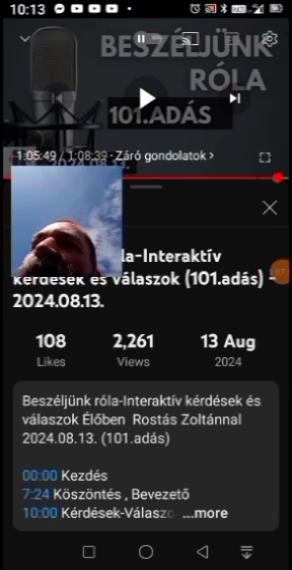 10:13
BESZÉLJÜNK
RÓLA
101.ADÁS
1:05:49 / 1:08:39 · Záró gondolatok ›
la-Interaktív
kérdések és válaszok (101.adás) -
2024.08.13.
108 2,261 13 Aug
Likes Views 2024
Beszéljünk róla-Interaktív kérdések és
válaszok Élőben Rostás Zoltánnal
2024.08.13. (101.adás)
00:00 Kezdés
7:24 Köszöntés , Bevezető
10:00 Kérdések-Válaszo ...more